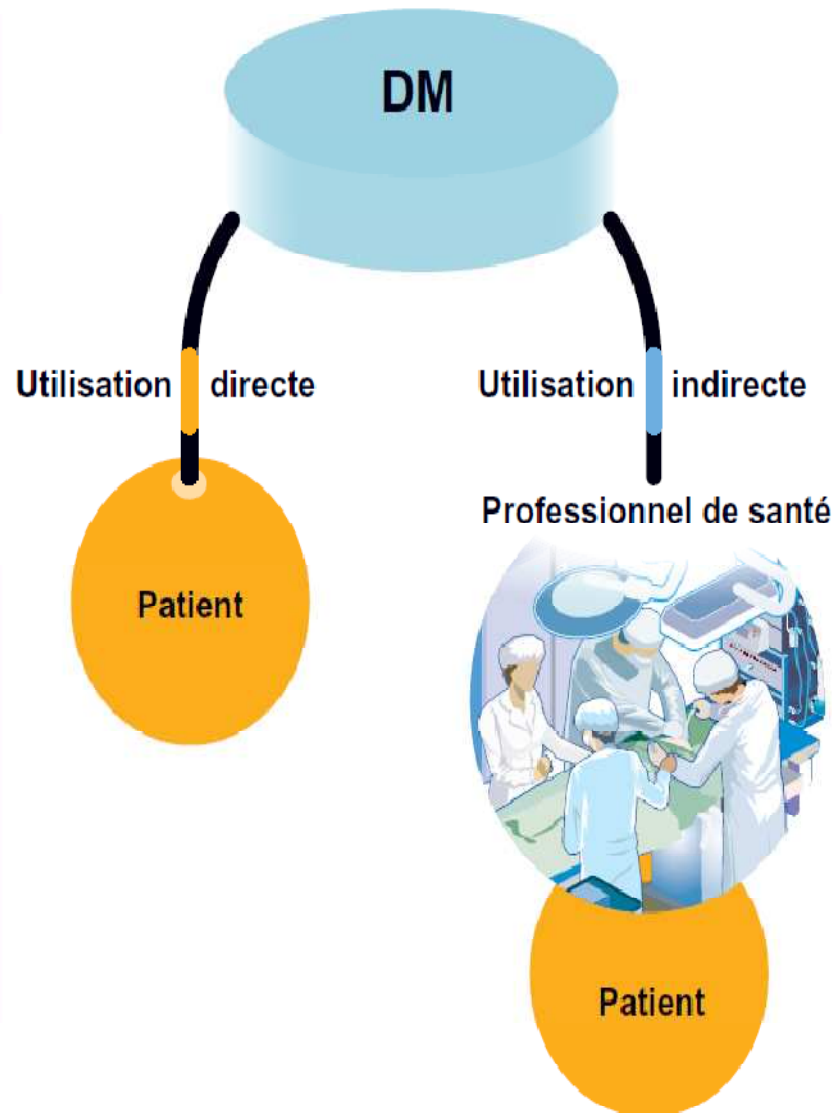 DM
Utilisation directe
Utilisation indirecte
Professionnel de santé
Patient
Patient